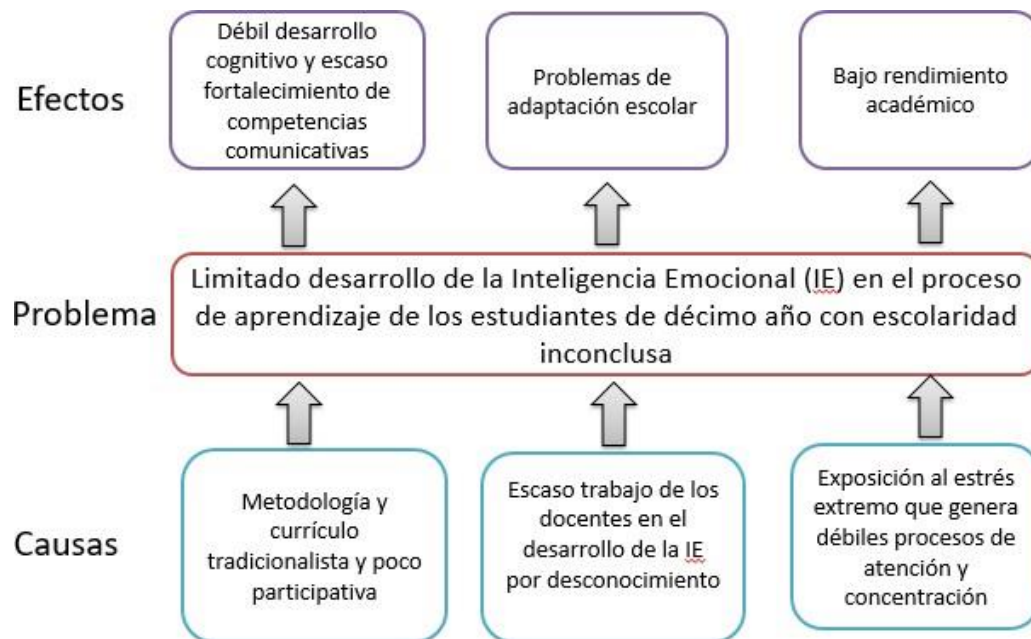 Efectos
Débil desarrollo
cognitivo y escaso
fortalecimiento de
competencias
comunicativas
Problemas de
adaptación escolar
Bajo rendimiento
académico
Problema
Limitado desarrollo de la Inteligencia Emocional (IE) en el proceso
de aprendizaje de los estudiantes de décimo año con escolaridad
inconclusa
Causas
Metodología y
currículo
tradicionalista y poco
participativa
Escaso trabajo de los
docentes en el
desarrollo de la IE
por desconocimiento
Exposición al estrés
extremo que genera
débiles procesos de
atención y
concentración